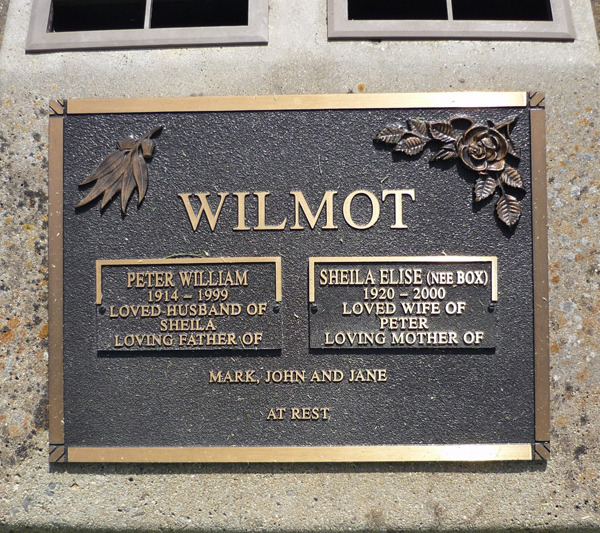 WILMOT
PETER WILLIAM
1914 - 1999
LOVED HUSBAND OF
SHEILA
LOVING FATHER OF
SHEILA ELISE (NEE BOX)
1920 - 2000
LOVED WIFE OF
PETER
LOVING MOTHER OF
MARK, JOHN AND JANE
AT REST